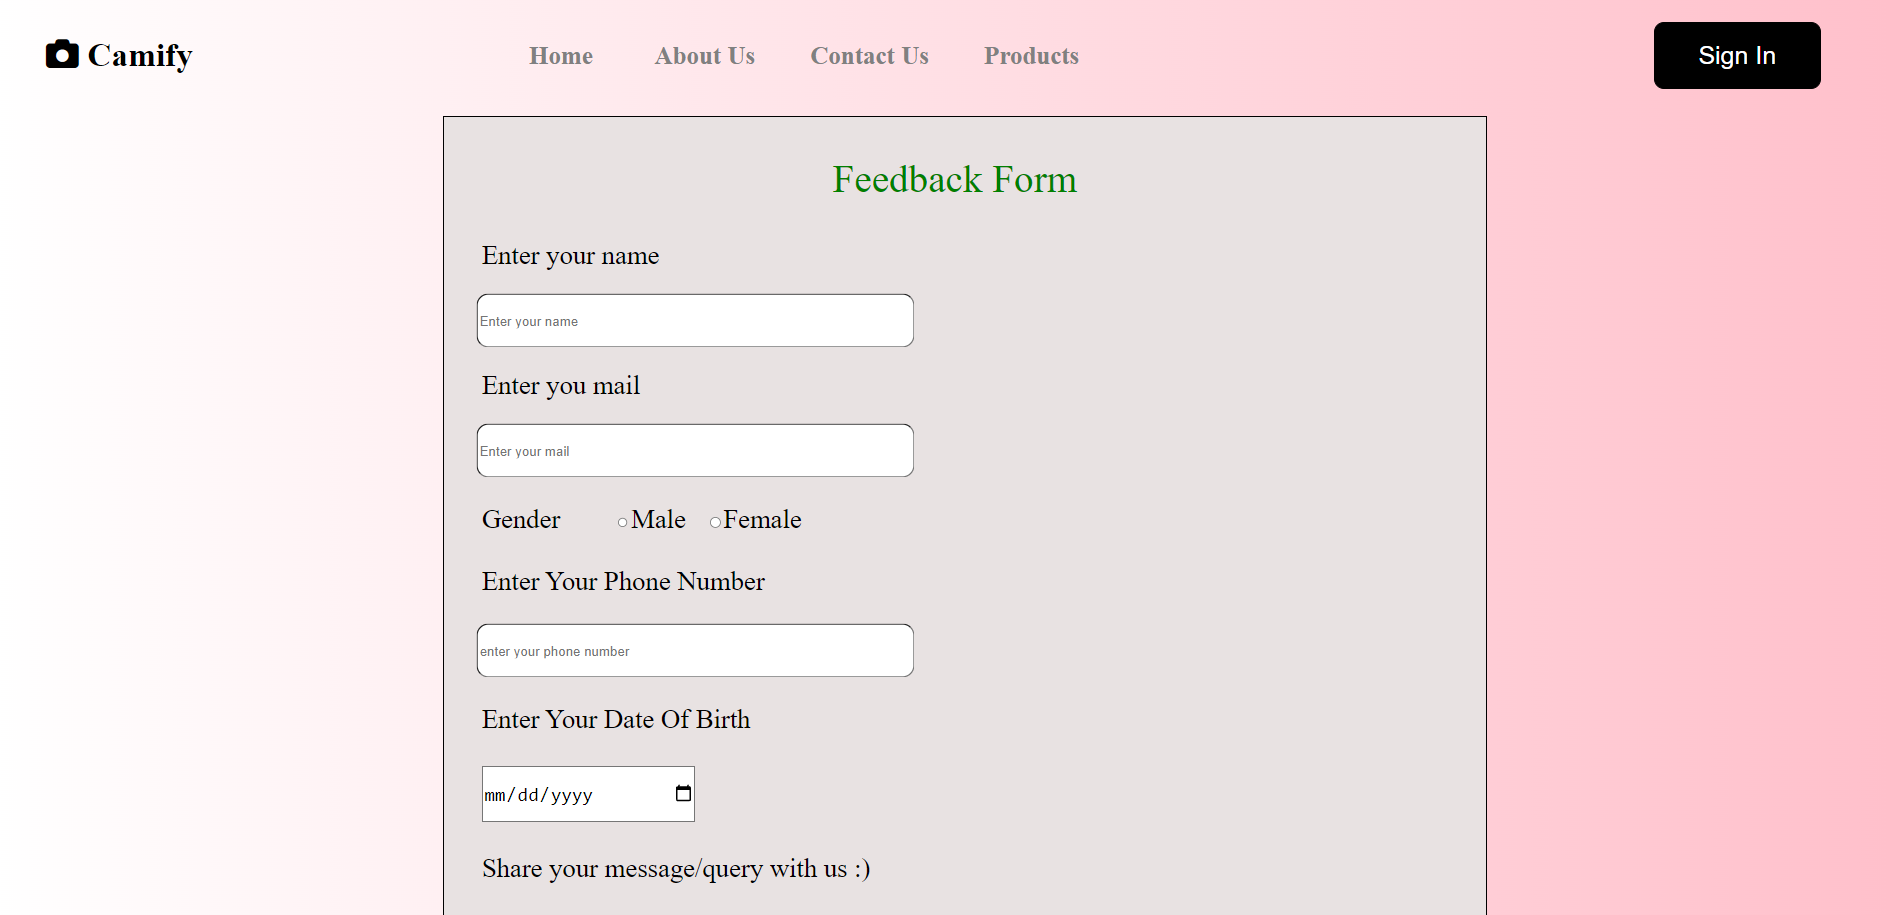 Camify
Home About Us Contact Us Products
Sign In
Feedback Form
Enter your name
Enter your name
Enter you mail
Enter your mail
Gender Male Female
Enter Your Phone Number
enter your phone number
Enter Your Date Of Birth
mm/dd/yyyy
Share your message/query with us :)